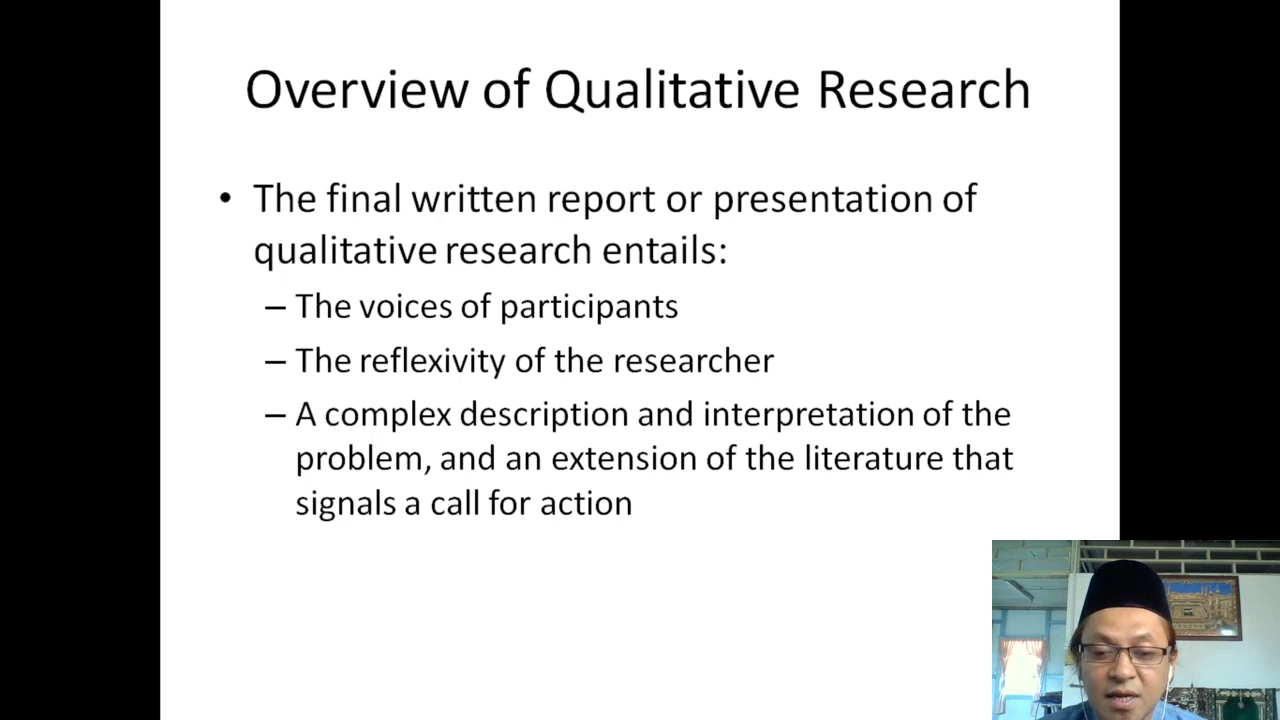 Overview of Qualitative Research
• The final written report or presentation of
qualitative research entails:
– The voices of participants
– The reflexivity of the researcher
– A complex description and interpretation of the
problem, and an extension of the literature that
signals a call for action